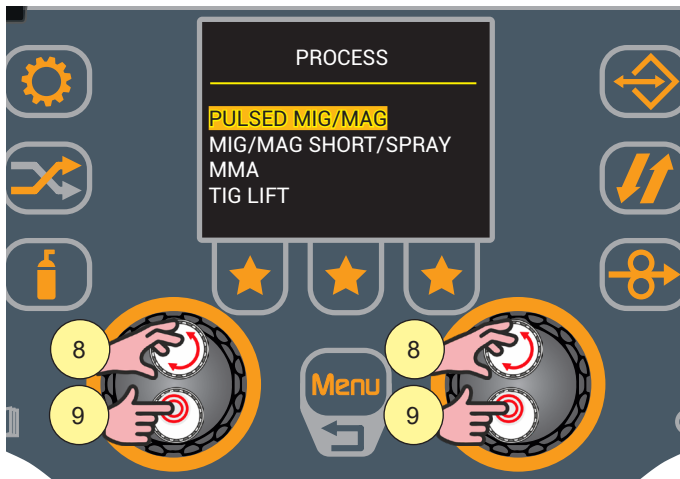 PROCESS
PULSED MIG/MAG
MIG/MAG SHORT/SPRAY
MMA
TIG LIFT
8
8
9
Menu
9